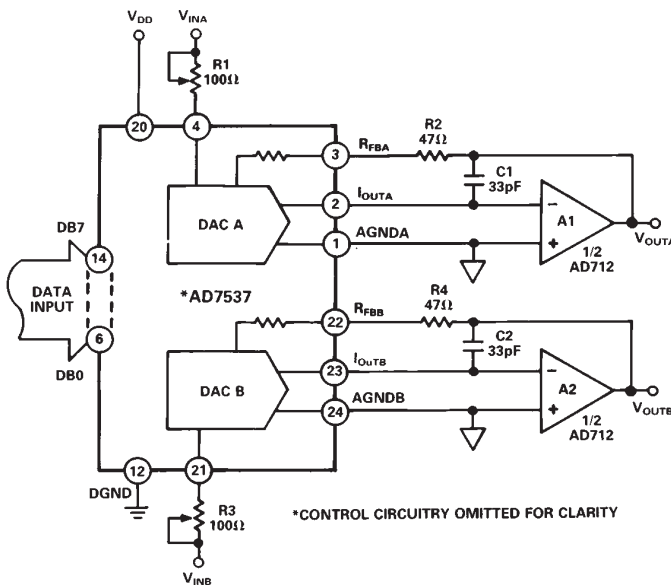 VDD
VINA
R1
100Ω
20
4
3
RFBA
R2
47Ω
C1
33pF
2
IOUTA
DAC A
1
AGNDA
A1
−
+
1/2
AD712
VOUTA
DB7
14
DATA
INPUT
6
DB0
*AD7537
22
RFBB
R4
47Ω
C2
33pF
23
IOuTB
DAC B
24
AGNDB
A2
−
+
1/2
AD712
VOUTB
12
DGND
21
R3
100Ω
VINB
*CONTROL CIRCUITRY OMITTED FOR CLARITY